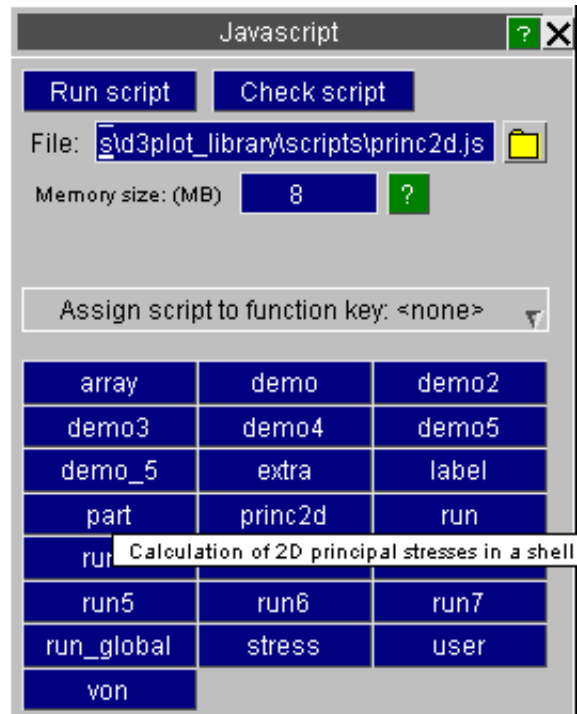 Javascript ?
Run script Check script
File: s\d3plot_library\scripts\princ2d.js
Memory size: (MB) 8 ?
Assign script to function key: <none>
array demo demo2
demo3 demo4 demo5
demo_5 extra label
part princ2d run
Calculation of 2D principal stresses in a shell
run5 run6 run7
run_global stress user
von